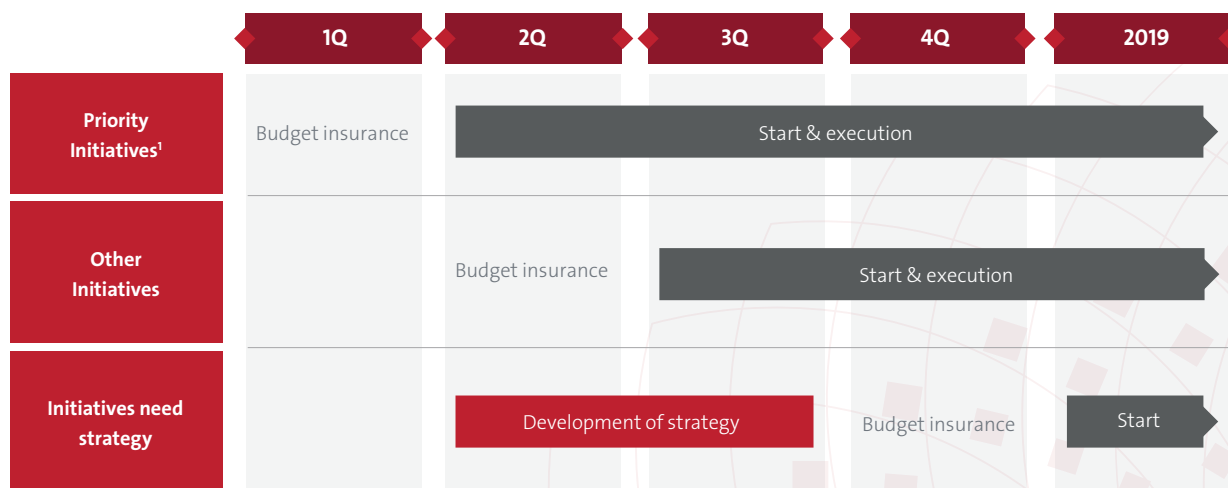 1Q
2Q
3Q
4Q
2019
Priority
Initiatives¹
Budget insurance
Start & execution
Other
Initiatives
Budget insurance
Start & execution
Initiatives need
strategy
Development of strategy
Budget insurance
Start